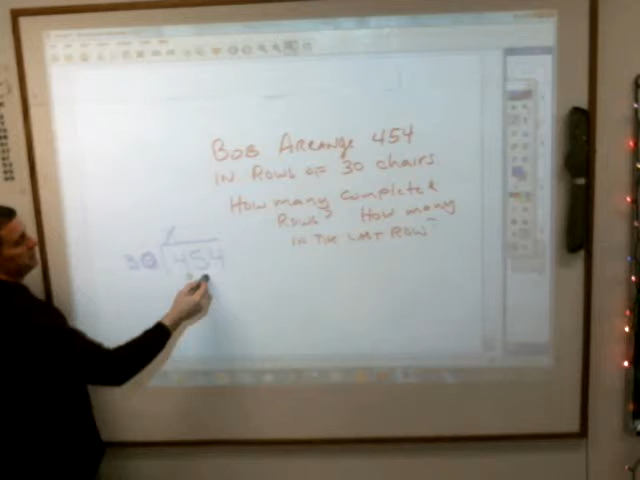 BOB ARRANGE 454
IN ROWS OF 30 chairs
How many complete
ROWS? How many
IN THE LAST ROW?
30 454